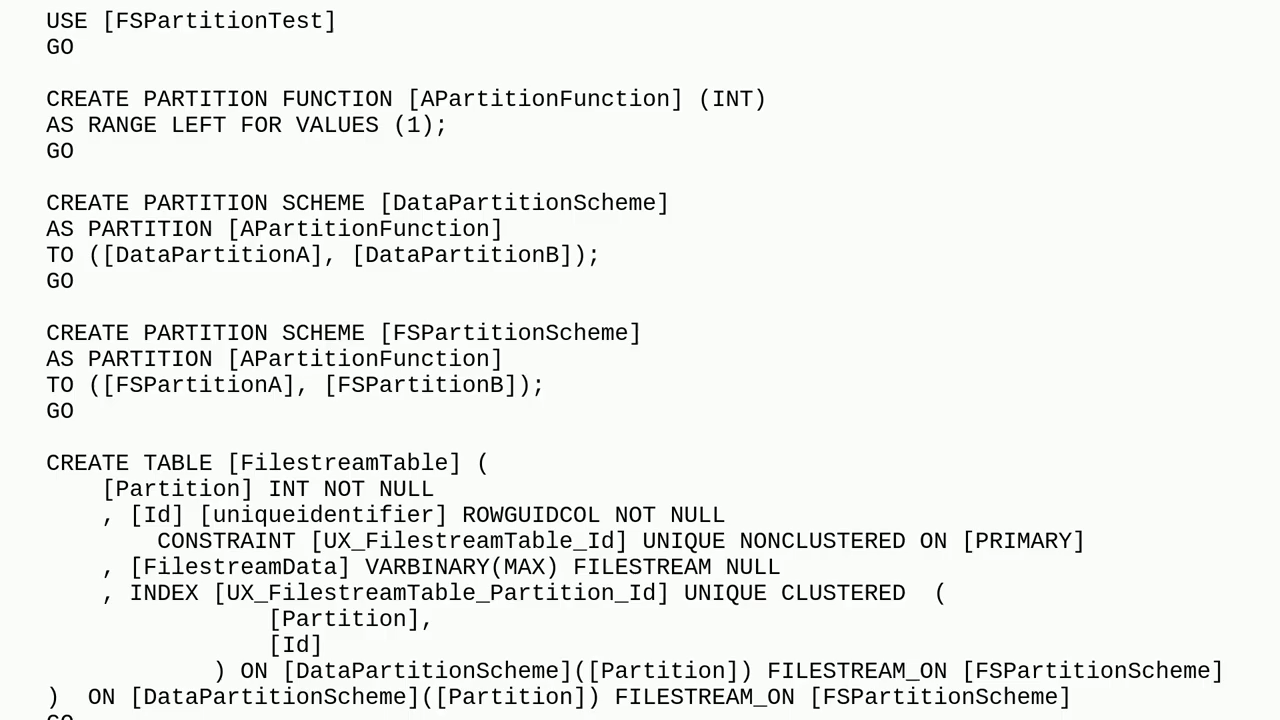 USE [FSPartitionTest]
GO
CREATE PARTITION FUNCTION [APartitionFunction] (INT)
AS RANGE LEFT FOR VALUES (1);
GO
CREATE PARTITION SCHEME [DataPartitionScheme]
AS PARTITION [APartitionFunction]
TO ([DataPartitionA], [DataPartitionB]);
GO
CREATE PARTITION SCHEME [FSPartitionScheme]
AS PARTITION [APartitionFunction]
TO ([FSPartitionA], [FSPartitionB]);
GO
CREATE TABLE [FilestreamTable] (
[Partition] INT NOT NULL
, [Id] [uniqueidentifier] ROWGUIDCOL NOT NULL
CONSTRAINT [UX_FilestreamTable_Id] UNIQUE NONCLUSTERED ON [PRIMARY]
, [FilestreamData] VARBINARY(MAX) FILESTREAM NULL
, INDEX [UX_FilestreamTable_Partition_Id] UNIQUE CLUSTERED  (
[Partition],
[Id]
) ON [DataPartitionScheme]([Partition]) FILESTREAM_ON [FSPartitionScheme]
)  ON [DataPartitionScheme]([Partition]) FILESTREAM_ON [FSPartitionScheme]
GO